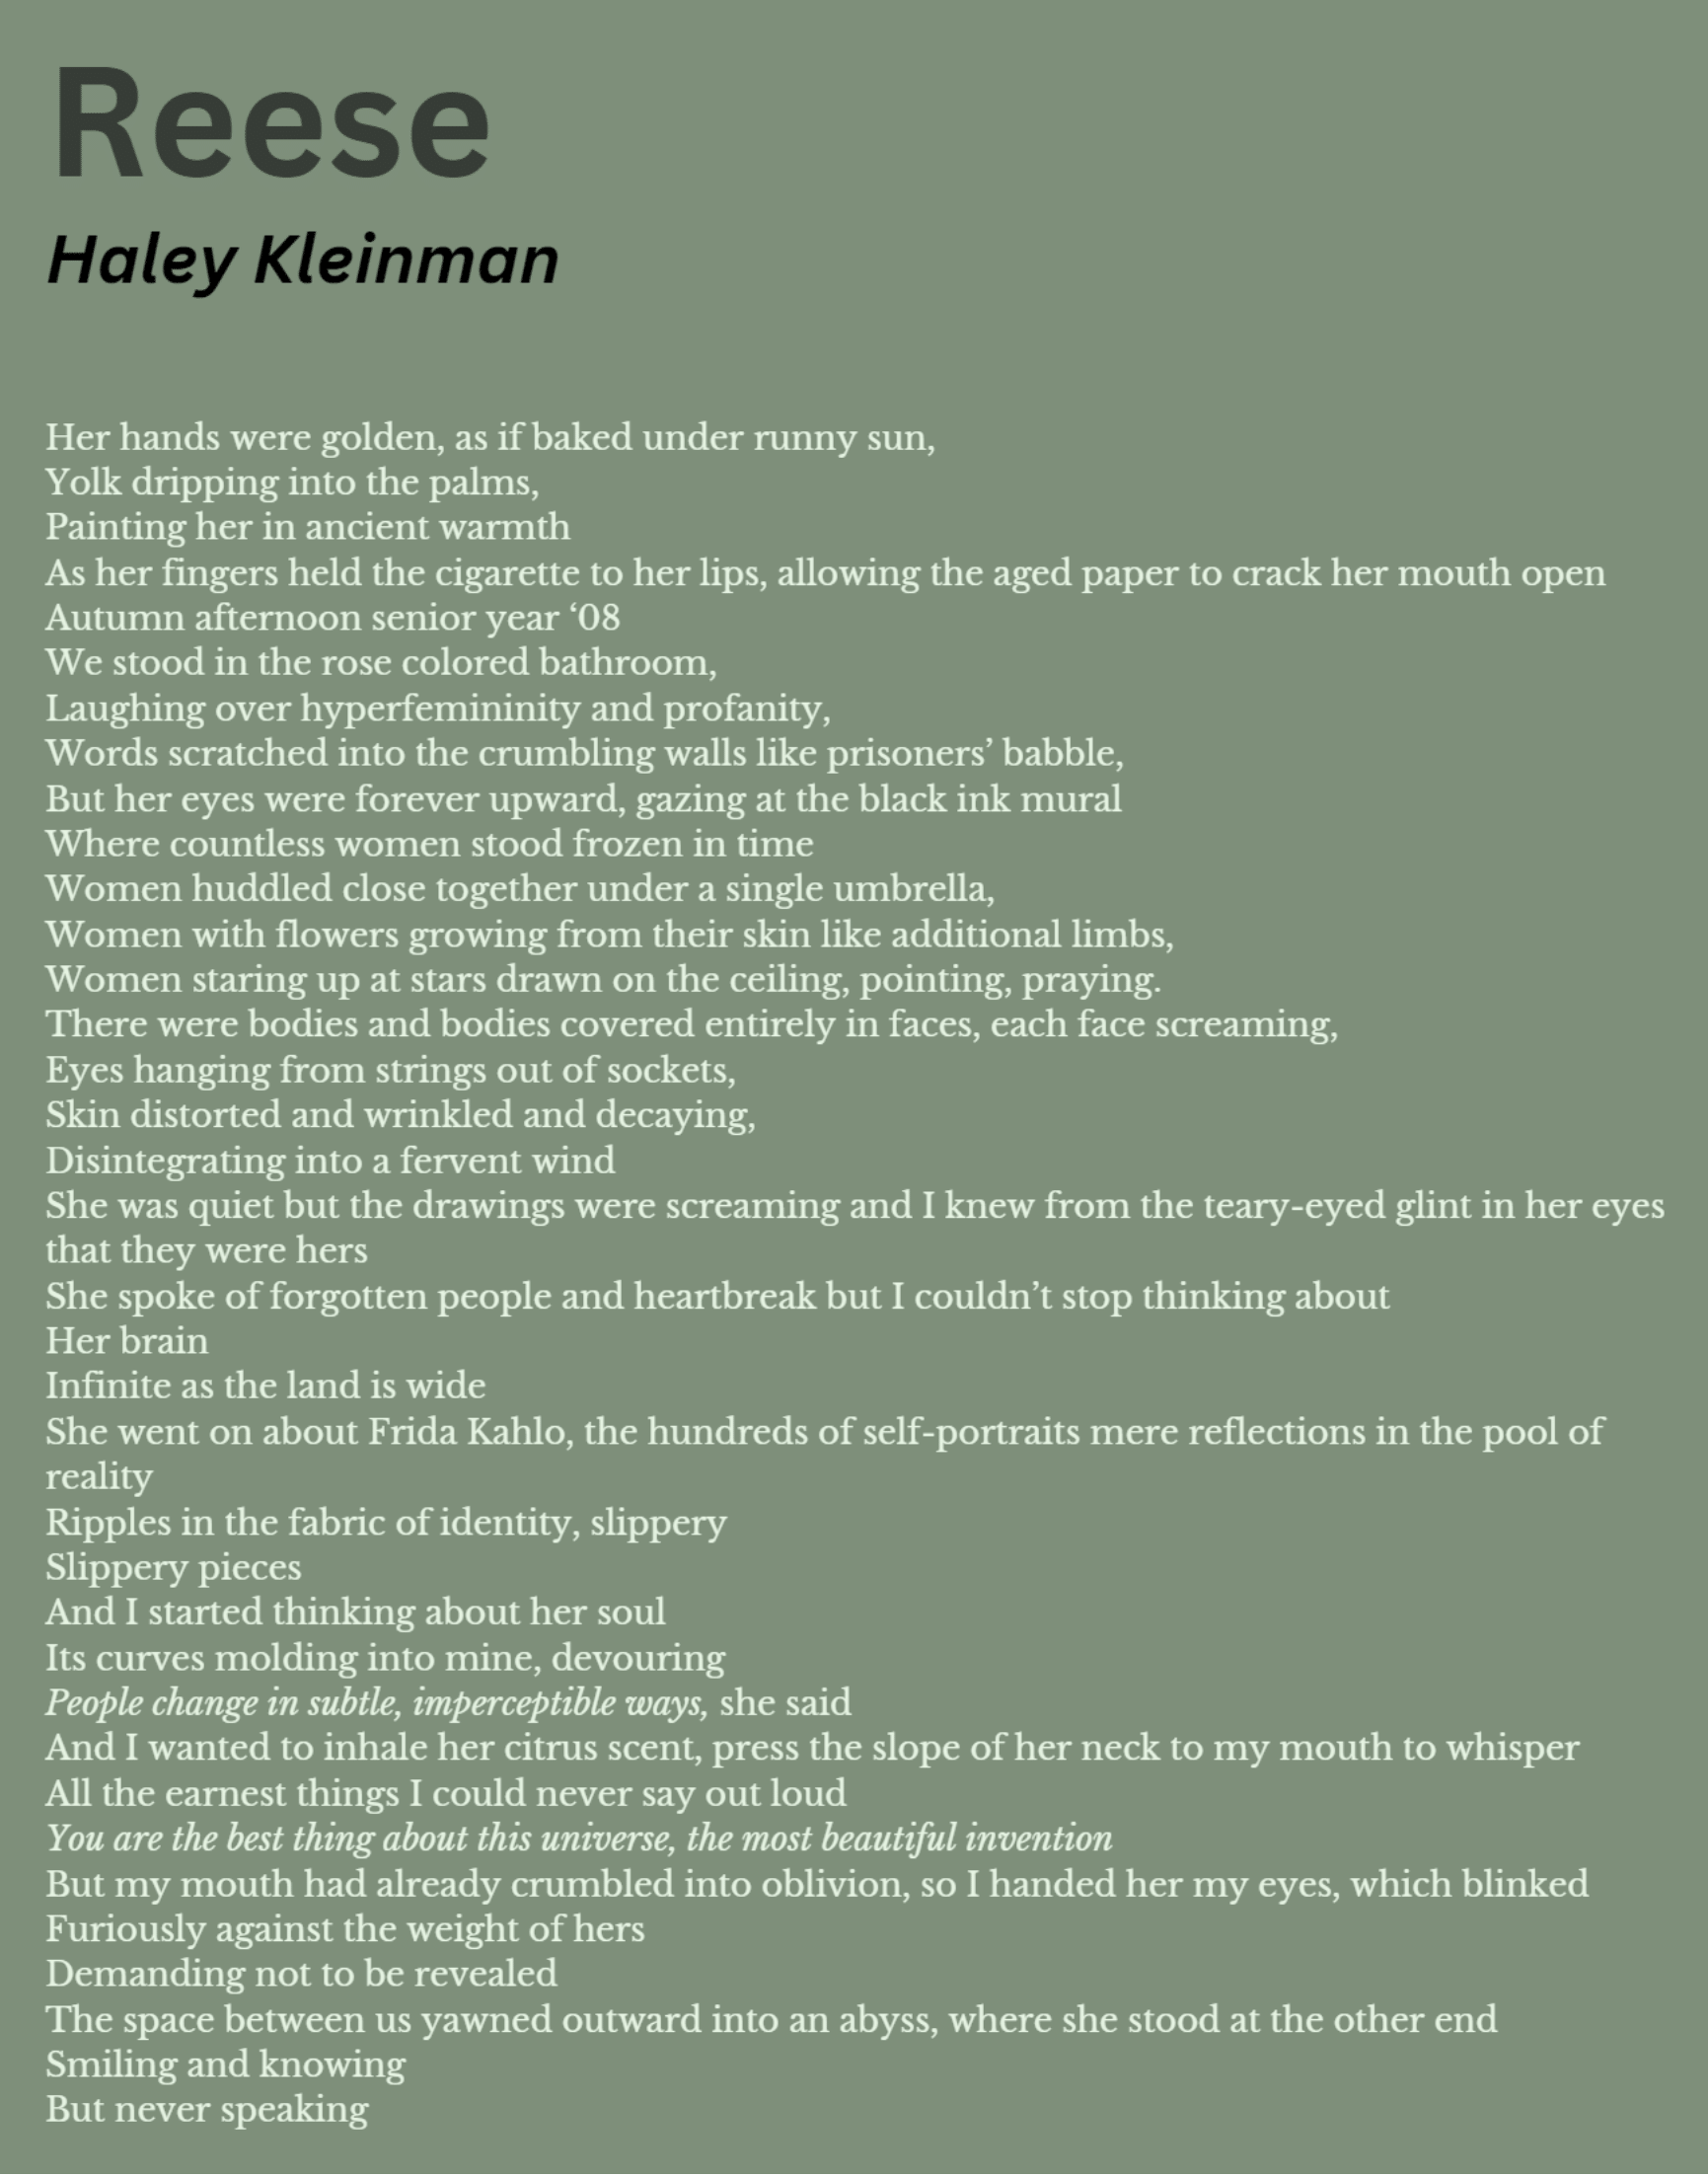 Reese
Haley Kleinman
Her hands were golden, as if baked under runny sun,
Yolk dripping into the palms,
Painting her in ancient warmth
As her fingers held the cigarette to her lips, allowing the aged paper to crack her mouth open
Autumn afternoon senior year ‘08
We stood in the rose colored bathroom,
Laughing over hyperfemininity and profanity,
Words scratched into the crumbling walls like prisoners’ babble,
But her eyes were forever upward, gazing at the black ink mural
Where countless women stood frozen in time
Women huddled close together under a single umbrella,
Women with flowers growing from their skin like additional limbs,
Women staring up at stars drawn on the ceiling, pointing, praying.
There were bodies and bodies covered entirely in faces, each face screaming,
Eyes hanging from strings out of sockets,
Skin distorted and wrinkled and decaying,
Disintegrating into a fervent wind
She was quiet but the drawings were screaming and I knew from the teary-eyed glint in her eyes
that they were hers
She spoke of forgotten people and heartbreak but I couldn’t stop thinking about
Her brain
Infinite as the land is wide
She went on about Frida Kahlo, the hundreds of self-portraits mere reflections in the pool of
reality
Ripples in the fabric of identity, slippery
Slippery pieces
And I started thinking about her soul
Its curves molding into mine, devouring
People change in subtle, imperceptible ways, she said
And I wanted to inhale her citrus scent, press the slope of her neck to my mouth to whisper
All the earnest things I could never say out loud
You are the best thing about this universe, the most beautiful invention
But my mouth had already crumbled into oblivion, so I handed her my eyes, which blinked
Furiously against the weight of hers
Demanding not to be revealed
The space between us yawned outward into an abyss, where she stood at the other end
Smiling and knowing
But never speaking